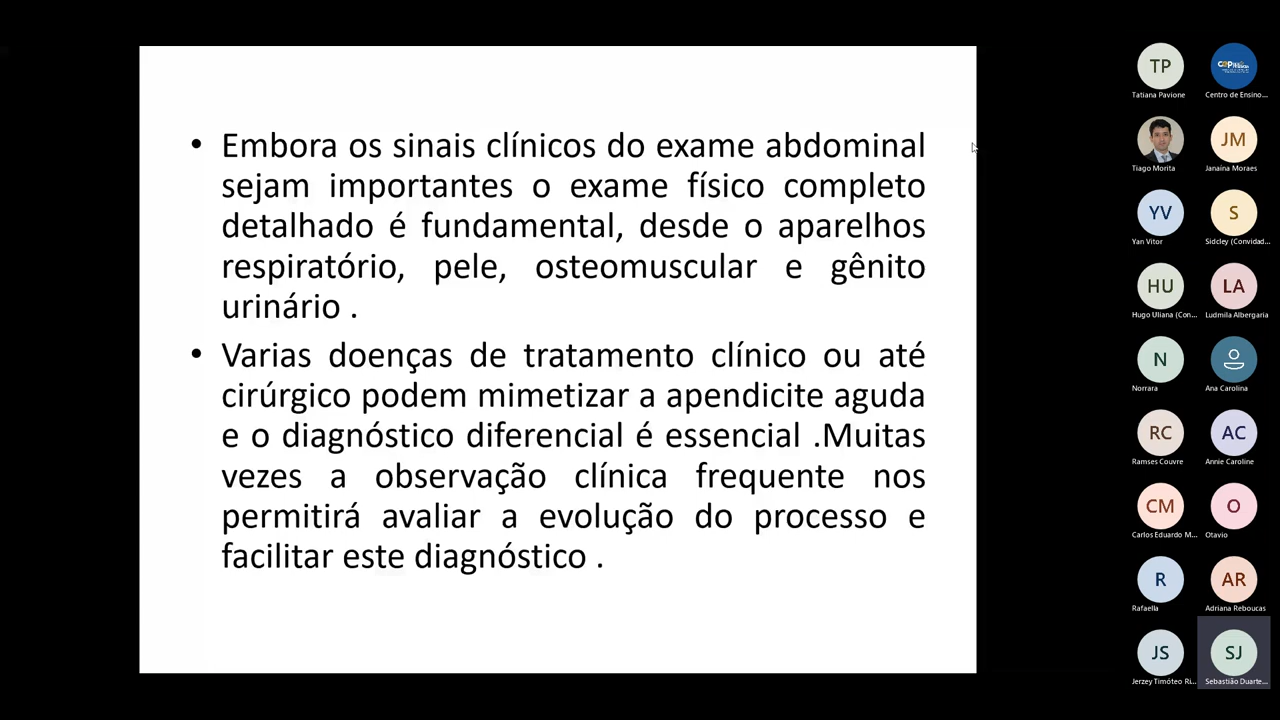 • Embora os sinais clínicos do exame abdominal
sejam importantes o exame físico completo
detalhado é fundamental, desde o aparelhos
respiratório, pele, osteomuscular e gênito
urinário .
• Varias doenças de tratamento clínico ou até
cirúrgico podem mimetizar a apendicite aguda
e o diagnóstico diferencial é essencial .Muitas
vezes a observação clínica frequente nos
permitirá avaliar a evolução do processo e
facilitar este diagnóstico .
TP
Tatiana Pavione
Centro de Ensino...
Tiago Morita
JM
Janaína Moraes
YV
Yan Vitor
S
Sidcley (Convidad...
HU
Hugo Uliana (Con...
LA
Ludmila Albergaria
N
Norrara
Ana Carolina
RC
Ramses Couvre
AC
Annie Caroline
CM
Carlos Eduardo M...
O
Otavio
R
Rafaella
AR
Adriana Reboucas
JS
Jerzey Timóteo Ri...
SJ
Sebastião Duarte...